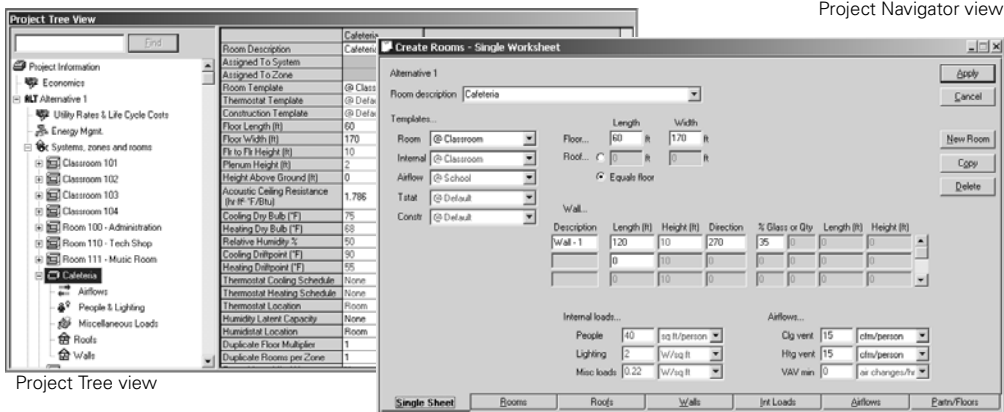 Project Navigator view
Project Tree View
Find
Project Information
Economics
ALT Alternative 1
Utility Rates & Life Cycle Costs
Energy Mgmt.
Systems, zones and rooms
Classroom 101
Classroom 102
Classroom 103
Classroom 104
Room 100 - Administration
Room 110 - Tech Shop
Room 111 - Music Room
Cafeteria
Airflows
People & Lighting
Miscellaneous Loads
Roofs
Walls
Cafeteria
Room Description Cafeteria
Assigned To System
Assigned To Zone
Room Template @ Class
Thermostat Template @ Defau
Construction Template @ Defau
Floor Length (ft) 60
Floor Width (ft) 170
Flr to Flr Height (ft) 10
Plenum Height (ft) 2
Height Above Ground (ft) 0
Acoustic Ceiling Resistance
(hr ft² °F/Btu) 1.786
Cooling Dry Bulb (°F) 75
Heating Dry Bulb (°F) 68
Relative Humidity % 50
Cooling Driftpoint (°F) 90
Heating Driftpoint (°F) 55
Thermostat Cooling Schedule None
Thermostat Heating Schedule None
Thermostat Location Room
Humidity Latent Capacity None
Humidistat Location Room
Duplicate Floor Multiplier 1
Duplicate Rooms per Zone 1
Project Tree view
Create Rooms - Single Worksheet
Alternative 1
Apply
Room description Cafeteria
Cancel
Templates...
Length Width
Room @ Classroom
Floor... 60 ft 170 ft
New Room
Internal @ Classroom
Roof... 0 ft 0 ft
Copy
Airflow @ School
Equals floor
Delete
Tstat @ Default
Constr @ Default
Wall...
Description Length (ft) Height (ft) Direction % Glass or Qty Length (ft) Height (ft)
Wall - 1 120 10 270 35 0 0
0 10 0 0 0
0 10 0 0 0
Internal loads...
Airflows...
People 40 sq ft/person
Clg vent 15 cfm/person
Lighting 2 W/sq ft
Htg vent 15 cfm/person
Misc loads 0.22 W/sq ft
VAV min 0 air changes/hr
Single Sheet Rooms Roofs Walls Int Loads Airflows Partn/Floors